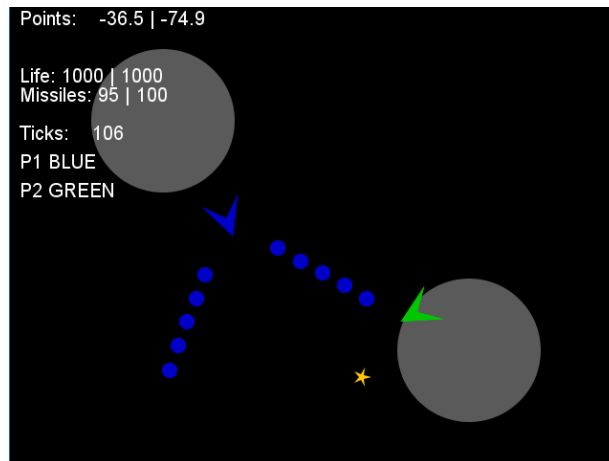 Points: -36.5 | -74.9
Life: 1000 | 1000
Missiles: 95 | 100
Ticks: 106
P1 BLUE
P2 GREEN